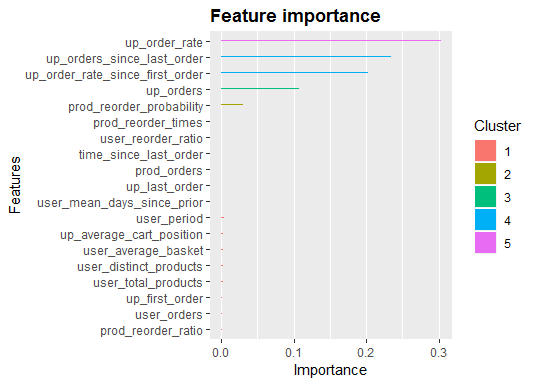 Feature importance
up_order_rate
up_orders_since_last_order
up_order_rate_since_first_order
up_orders
prod_reorder_probability
prod_reorder_times
user_reorder_ratio
time_since_last_order
prod_orders
up_last_order
user_mean_days_since_prior
user_period
up_average_cart_position
user_average_basket
user_distinct_products
user_total_products
up_first_order
user_orders
prod_reorder_ratio
Features
0.0 0.1 0.2 0.3
Importance
Cluster
1
2
3
4
5